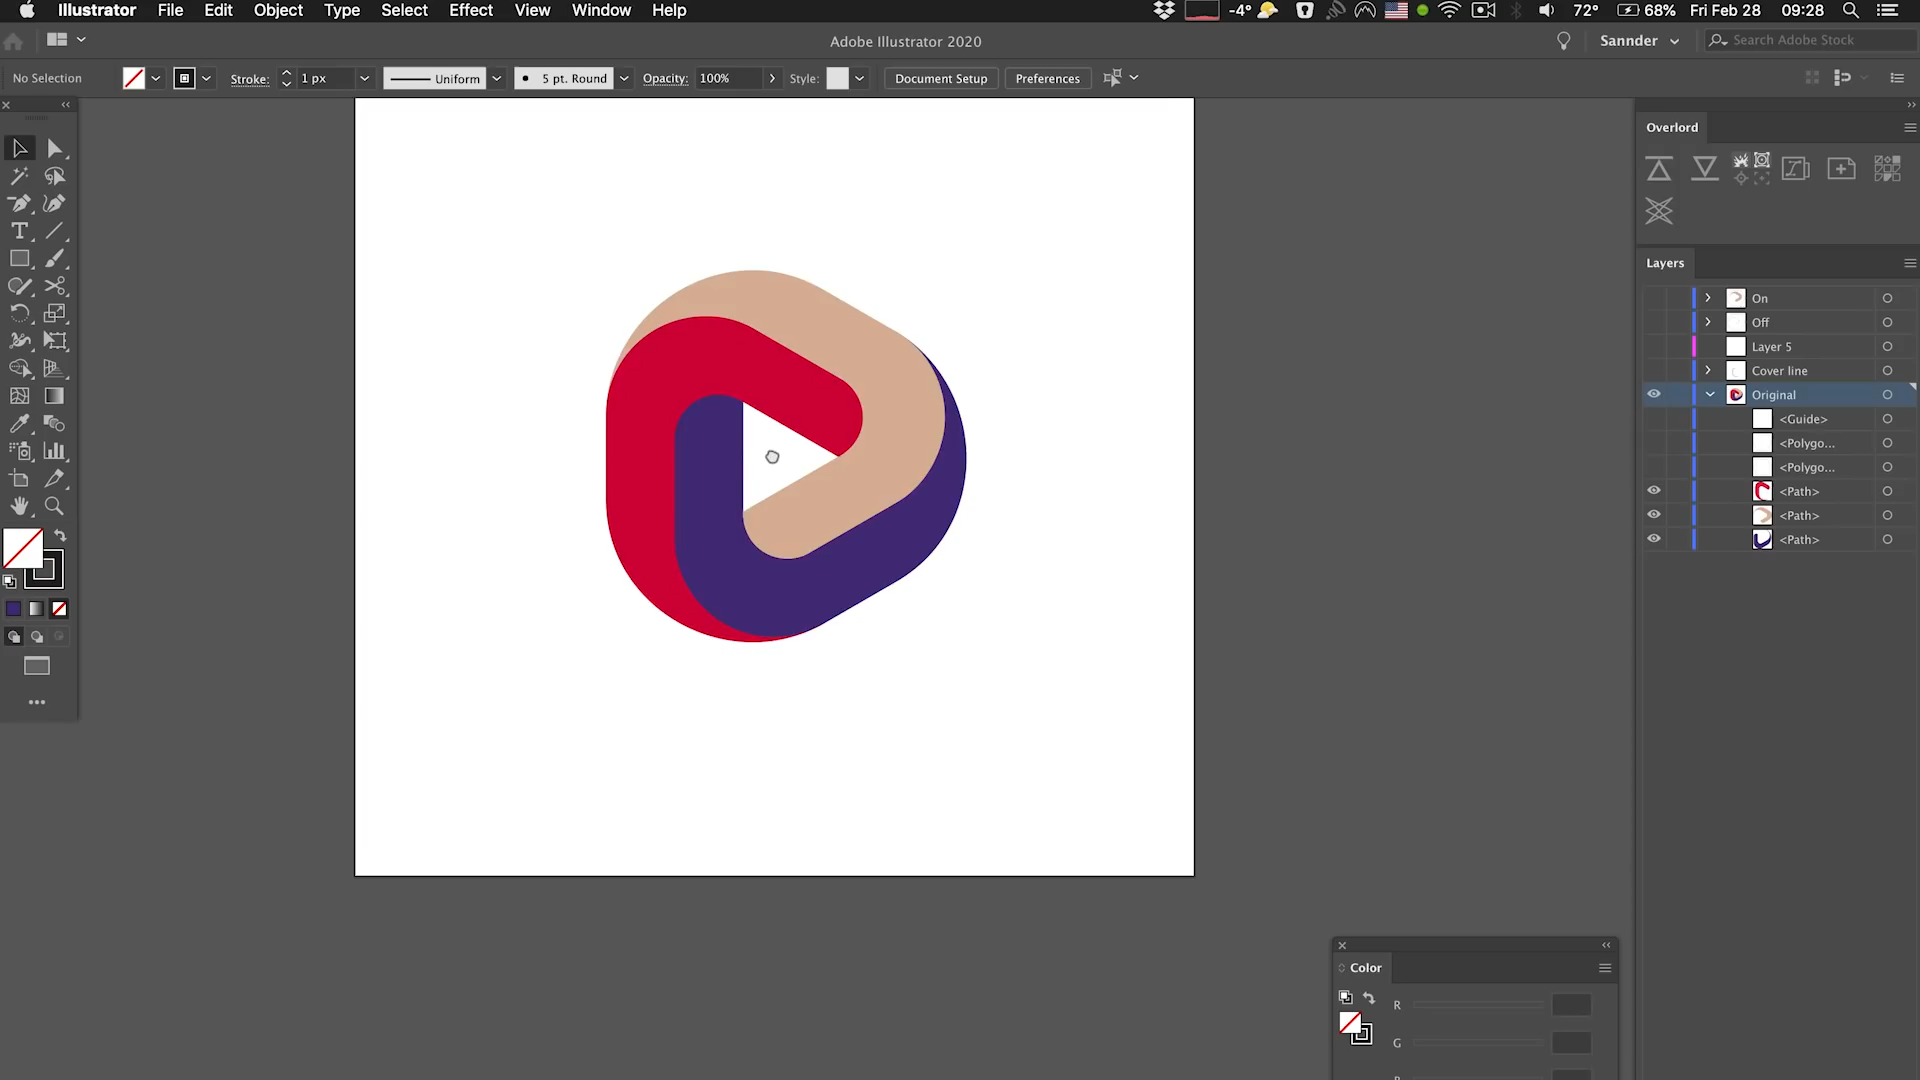 Illustrator File Edit Object Type Select Effect View Window Help -4° 72° 68% Fri Feb 28 09:28
Adobe Illustrator 2020 Sannder Search Adobe Stock
No Selection Stroke: 1 px Uniform 5 pt. Round Opacity: 100% Style: Document Setup Preferences
Overlord
Layers
On
Off
Layer 5
Cover line
Original
<Guide>
<Polygo...
<Polygo...
<Path>
<Path>
<Path>
Color
R
G